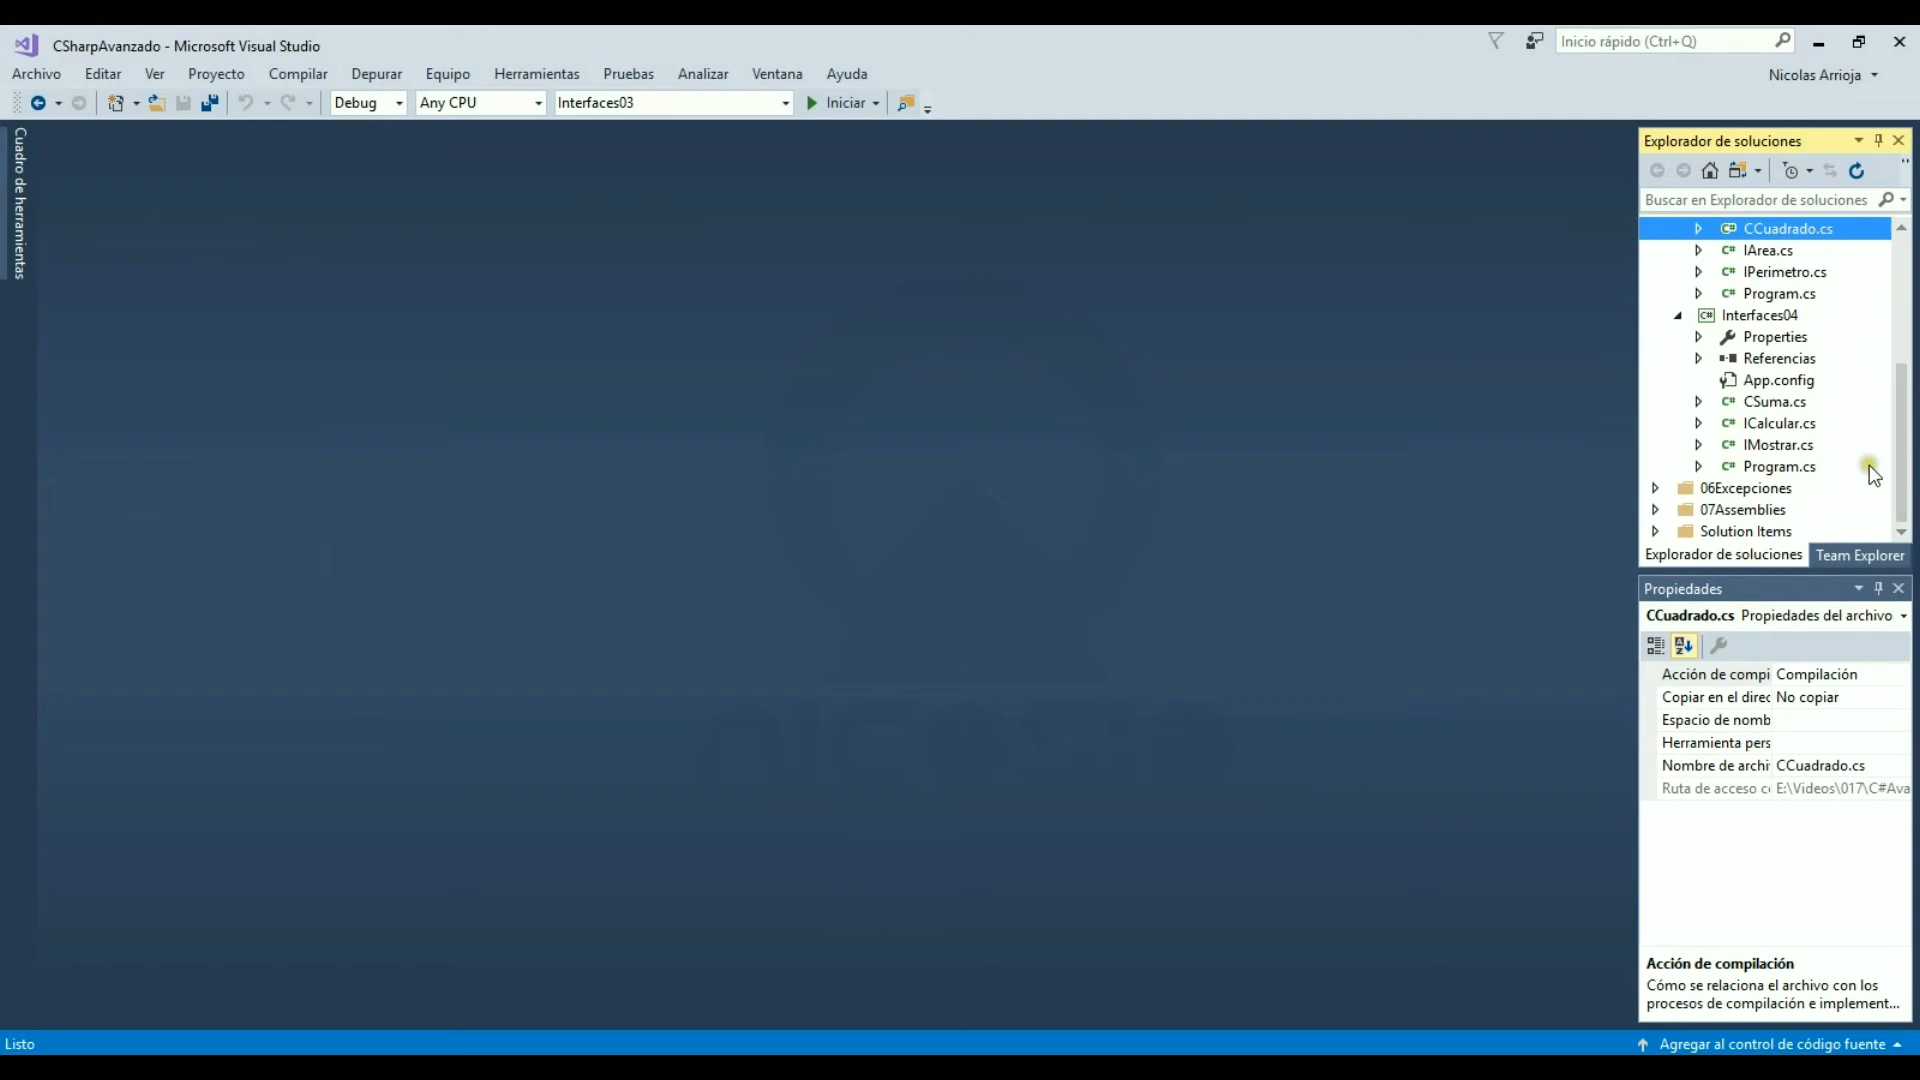 CSharpAvanzado - Microsoft Visual Studio
Inicio rápido (Ctrl+Q)
Archivo Editar Ver Proyecto Compilar Depurar Equipo Herramientas Pruebas Analizar Ventana Ayuda
Nicolas Arrioja
Debug Any CPU Interfaces03 Iniciar
Cuadro de herramientas
Explorador de soluciones
Buscar en Explorador de soluciones
CCuadrado.cs
IArea.cs
IPerimetro.cs
Program.cs
Interfaces04
Properties
Referencias
App.config
CSuma.cs
ICalcular.cs
IMostrar.cs
Program.cs
06Excepciones
07Assemblies
Solution Items
Explorador de soluciones Team Explorer
Propiedades
CCuadrado.cs Propiedades del archivo
Acción de compi Compilación
Copiar en el direc No copiar
Espacio de nomb
Herramienta pers
Nombre de archi CCuadrado.cs
Ruta de acceso c E:\Videos\017\C#Ava
Acción de compilación
Cómo se relaciona el archivo con los
procesos de compilación e implement...
Listo
Agregar al control de código fuente
nicosio